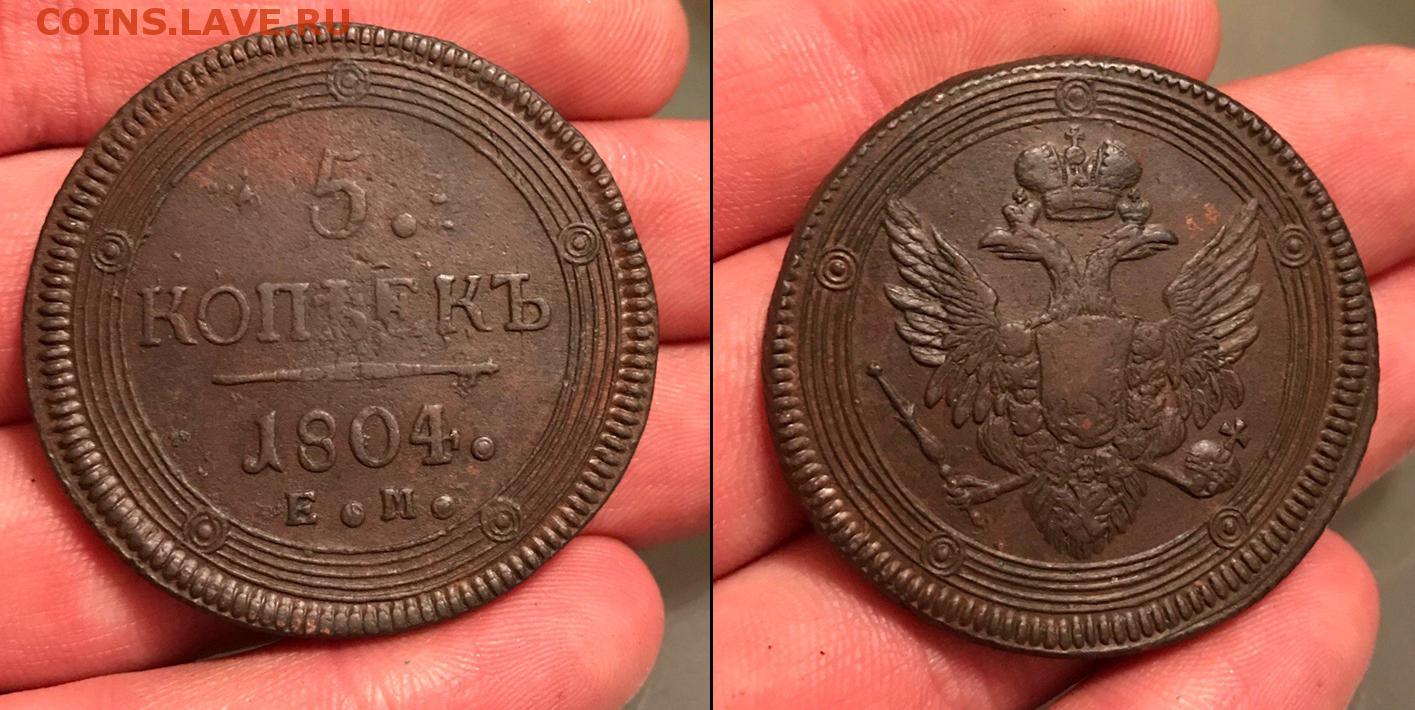 COINS.LAVE.RU
5.
КОПѢЕКЪ
1804.
Е.М.